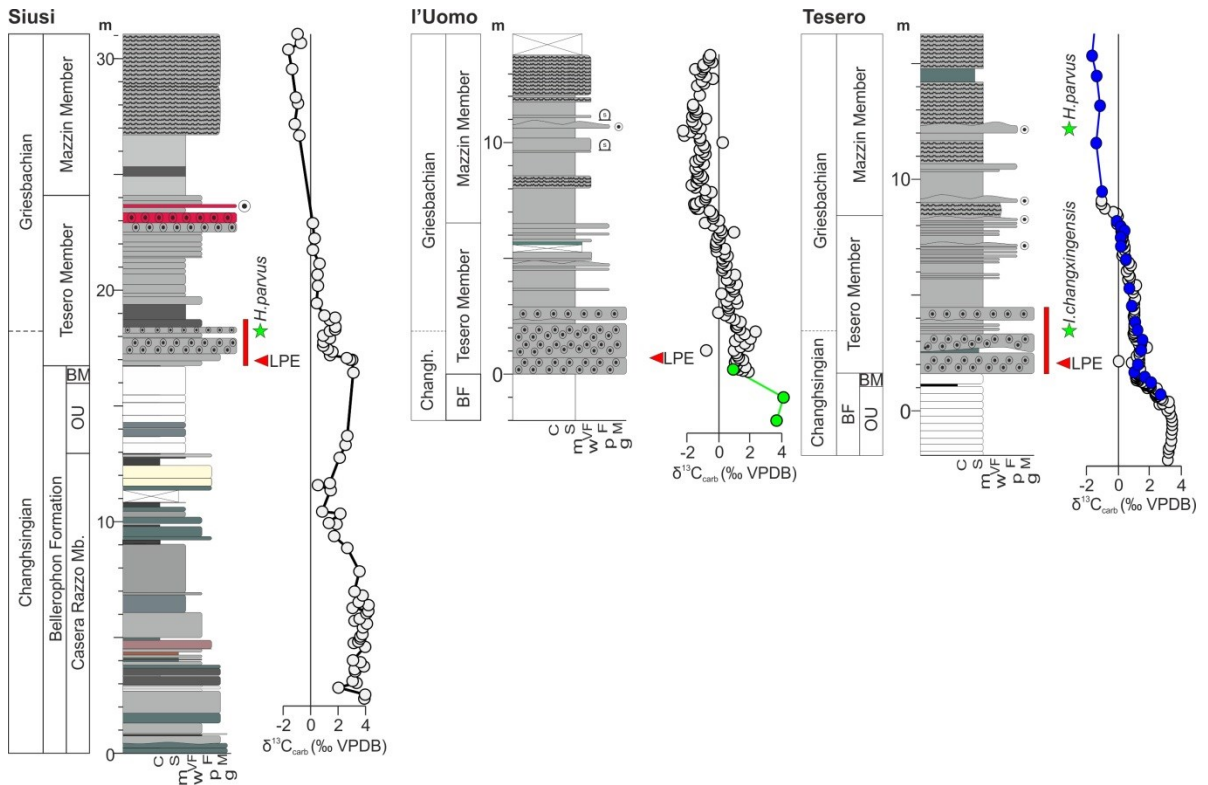 Siusi
m
30
20
10
0
Griesbachian
Changhsingian
Mazzin Member
Tesero Member
Bellerophon Formation
BM
OU
Casera Razzo Mb.
H.parvus
LPE
C
S
m
VF
w
F
p
M
g
-2 0 2 4
δ¹³Ccarb (‰ VPDB)
l'Uomo
m
10
0
Griesbachian
Changh.
Mazzin Member
Tesero Member
BF
LPE
C
S
m
VF
w
F
p
M
g
-2 0 2 4
δ¹³Ccarb (‰ VPDB)
Tesero
m
10
0
Griesbachian
Changhsingian
Mazzin Member
Tesero Member
BF
BM
OU
H.parvus
I.changxingensis
LPE
C
S
m
VF
w
F
p
M
g
-2 0 2 4
δ¹³Ccarb (‰ VPDB)